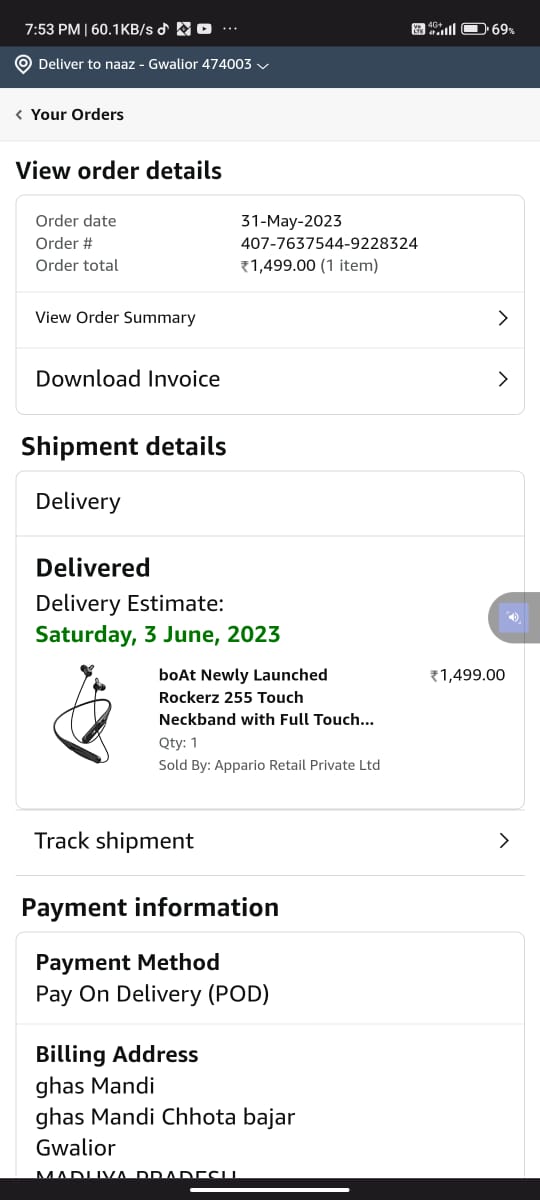 7:53 PM | 60.1KB/s ... 4G+ 69%
Deliver to naaz - Gwalior 474003
Your Orders
View order details
Order date 31-May-2023
Order # 407-7637544-9228324
Order total ₹1,499.00 (1 item)
View Order Summary
Download Invoice
Shipment details
Delivery
Delivered
Delivery Estimate:
Saturday, 3 June, 2023
boAt Newly Launched ₹1,499.00
Rockerz 255 Touch
Neckband with Full Touch...
Qty: 1
Sold By: Appario Retail Private Ltd
Track shipment
Payment information
Payment Method
Pay On Delivery (POD)
Billing Address
ghas Mandi
ghas Mandi Chhota bajar
Gwalior
MADHYA PRADESH